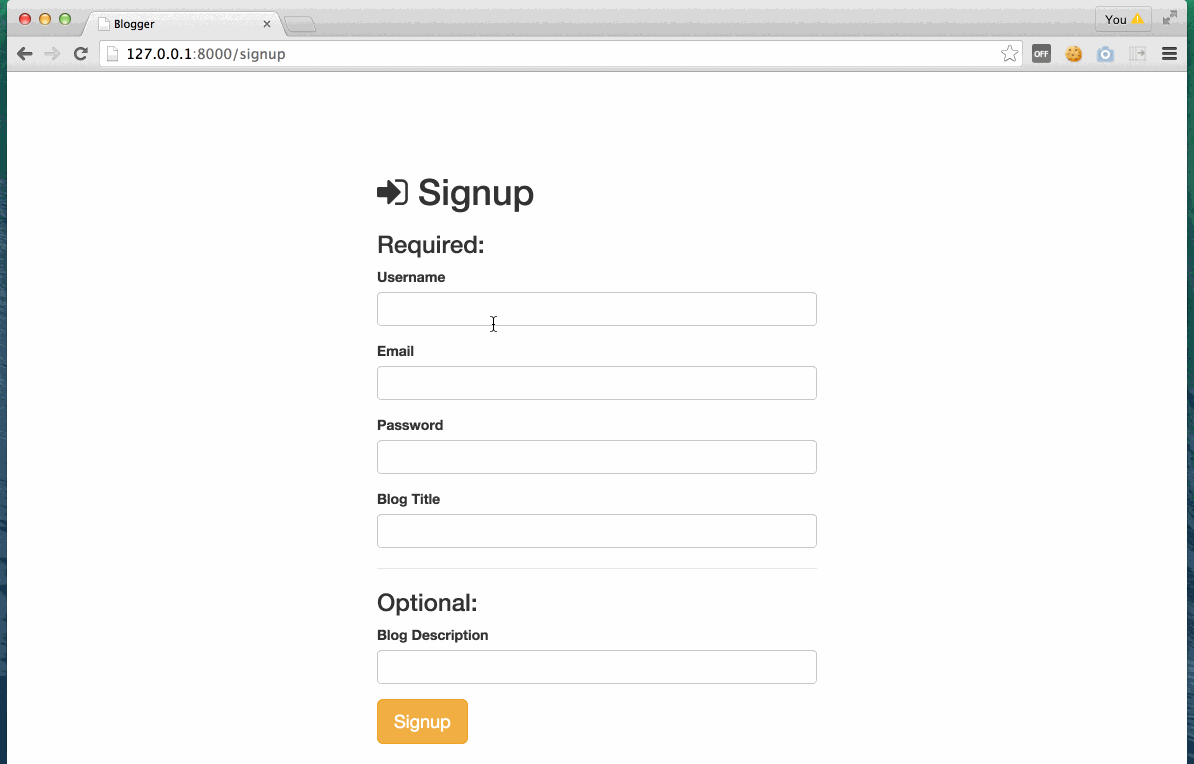 Blogger
You
127.0.0.1:8000/signup
OFF
Signup
Required:
Username
Email
Password
Blog Title
Optional:
Blog Description
Signup